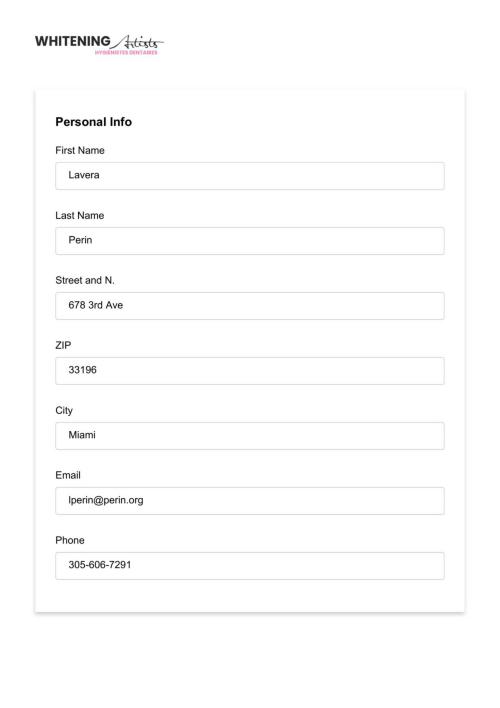 WHITENING Artists
HYGIÉNISTES DENTAIRES
Personal Info
First Name
Lavera
Last Name
Perin
Street and N.
678 3rd Ave
ZIP
33196
City
Miami
Email
lperin@perin.org
Phone
305-606-7291